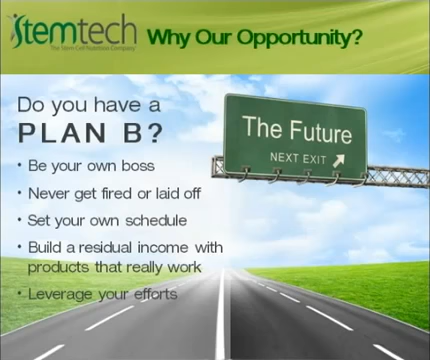 Stemtech
The Stem Cell Nutrition Company
Why Our Opportunity?
Do you have a
PLAN B?
The Future
NEXT EXIT
• Be your own boss
• Never get fired or laid off
• Set your own schedule
• Build a residual income with
products that really work
• Leverage your efforts